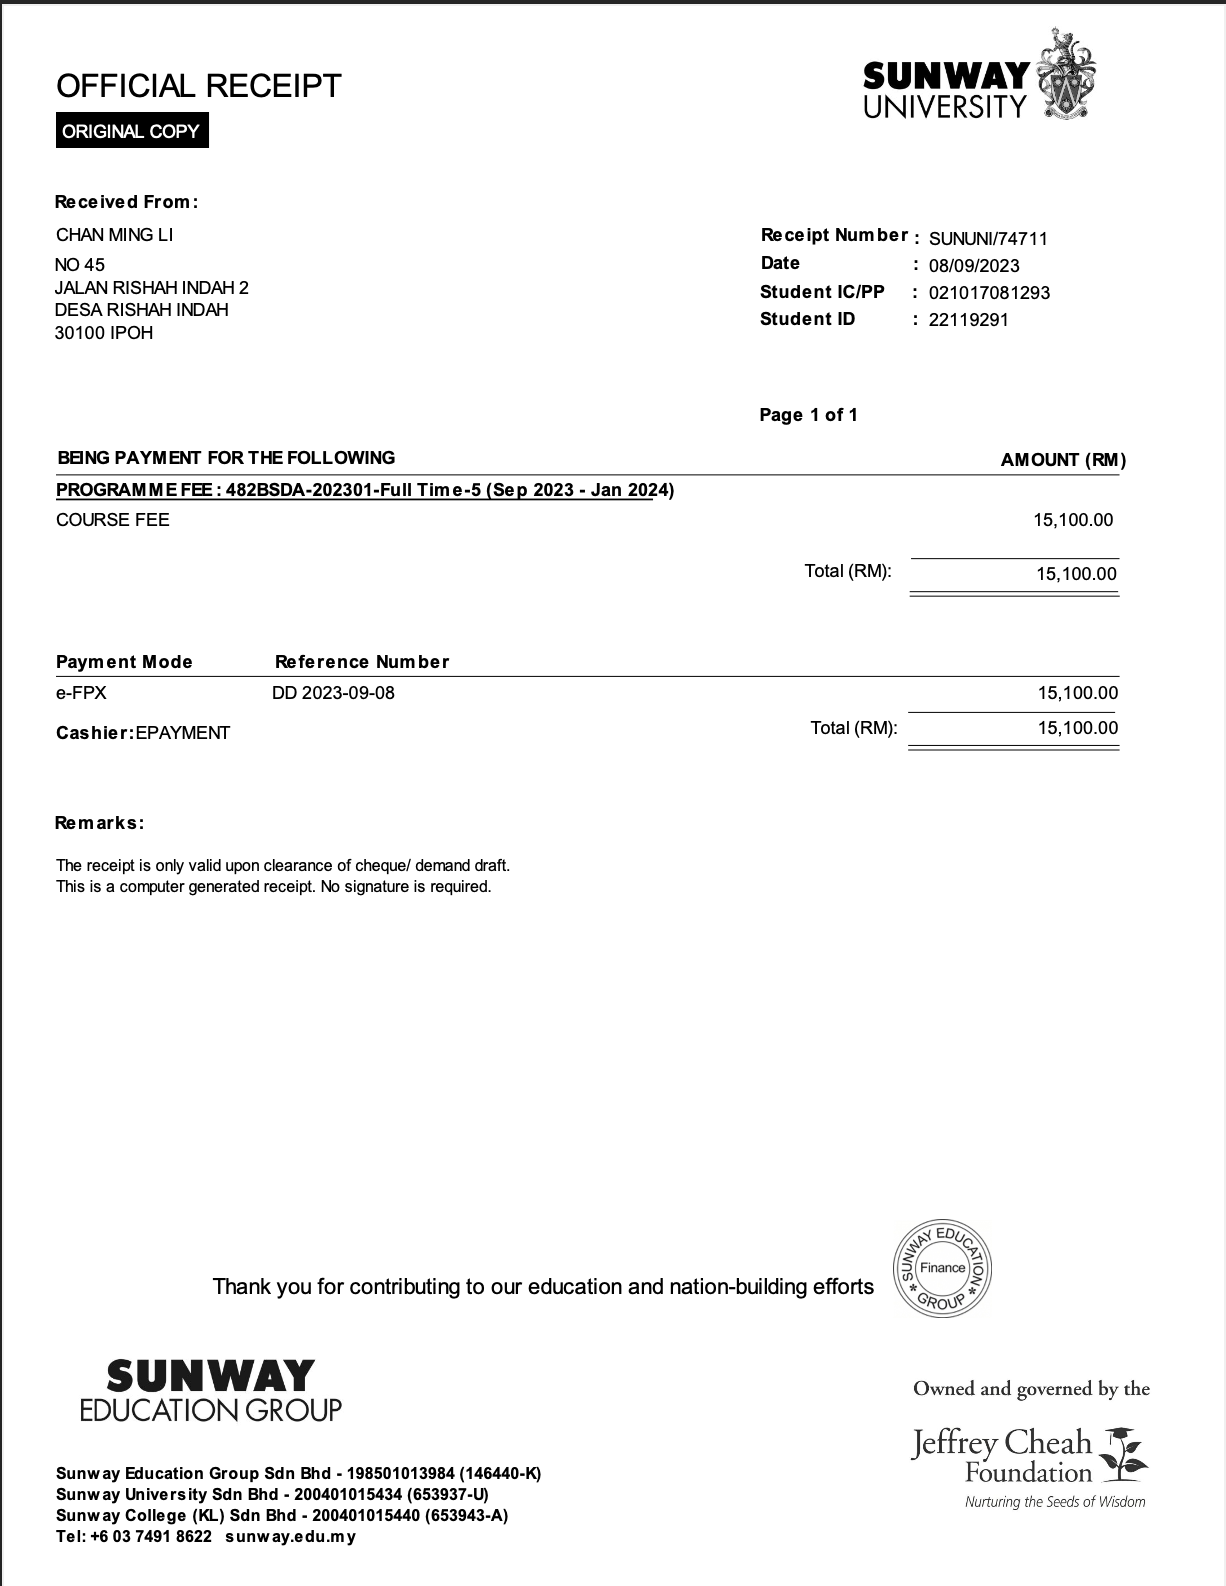 OFFICIAL RECEIPT
ORIGINAL COPY
SUNWAY
UNIVERSITY
Received From:
CHAN MING LI
NO 45
JALAN RISHAH INDAH 2
DESA RISHAH INDAH
30100 IPOH
Receipt Number : SUNUNI/74711
Date : 08/09/2023
Student IC/PP : 021017081293
Student ID : 22119291
Page 1 of 1
BEING PAYMENT FOR THE FOLLOWING AMOUNT (RM)
PROGRAMME FEE : 482BSDA-202301-Full Time-5 (Sep 2023 - Jan 2024)
COURSE FEE 15,100.00
Total (RM): 15,100.00
Payment Mode Reference Number
e-FPX DD 2023-09-08 15,100.00
Cashier:EPAYMENT Total (RM): 15,100.00
Remarks:
The receipt is only valid upon clearance of cheque/ demand draft.
This is a computer generated receipt. No signature is required.
Thank you for contributing to our education and nation-building efforts
SUNWAY EDUCATION
Finance
* GROUP *
SUNWAY
EDUCATION GROUP
Owned and governed by the
Jeffrey Cheah
Foundation
Nurturing the Seeds of Wisdom
Sunway Education Group Sdn Bhd - 198501013984 (146440-K)
Sunway University Sdn Bhd - 200401015434 (653937-U)
Sunway College (KL) Sdn Bhd - 200401015440 (653943-A)
Tel: +6 03 7491 8622 sunway.edu.my